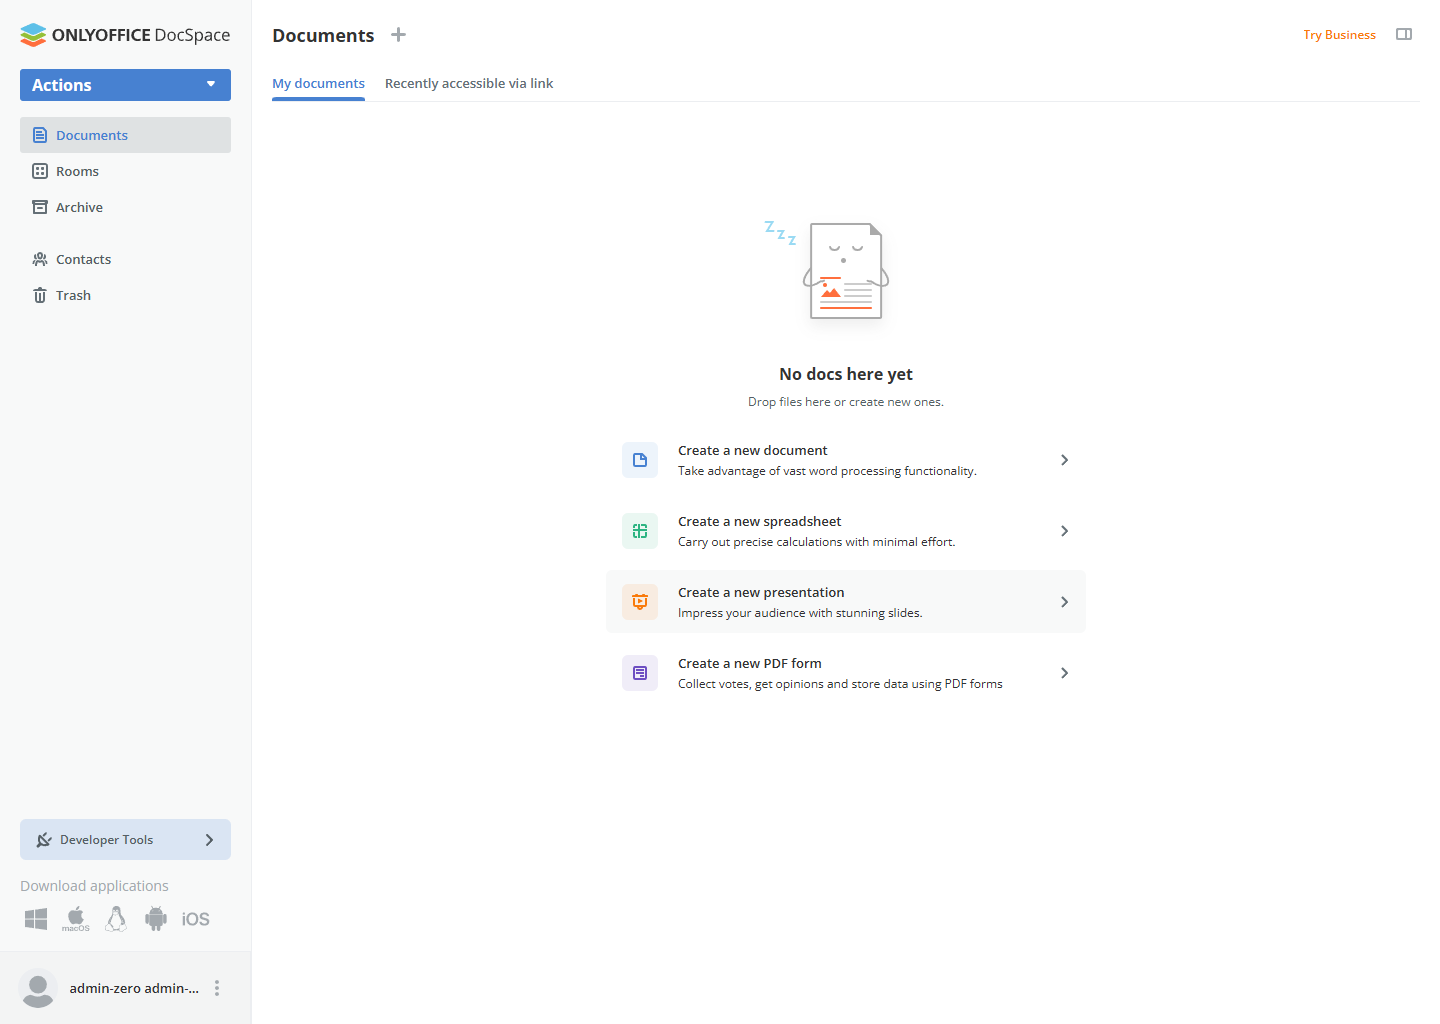 ONLYOFFICE DocSpace
Actions
Documents
Rooms
Archive
Contacts
Trash
Developer Tools
Download applications
macOS
iOS
admin-zero admin-...
Documents
Try Business
My documents
Recently accessible via link
z z z
No docs here yet
Drop files here or create new ones.
Create a new document
Take advantage of vast word processing functionality.
Create a new spreadsheet
Carry out precise calculations with minimal effort.
Create a new presentation
Impress your audience with stunning slides.
Create a new PDF form
Collect votes, get opinions and store data using PDF forms